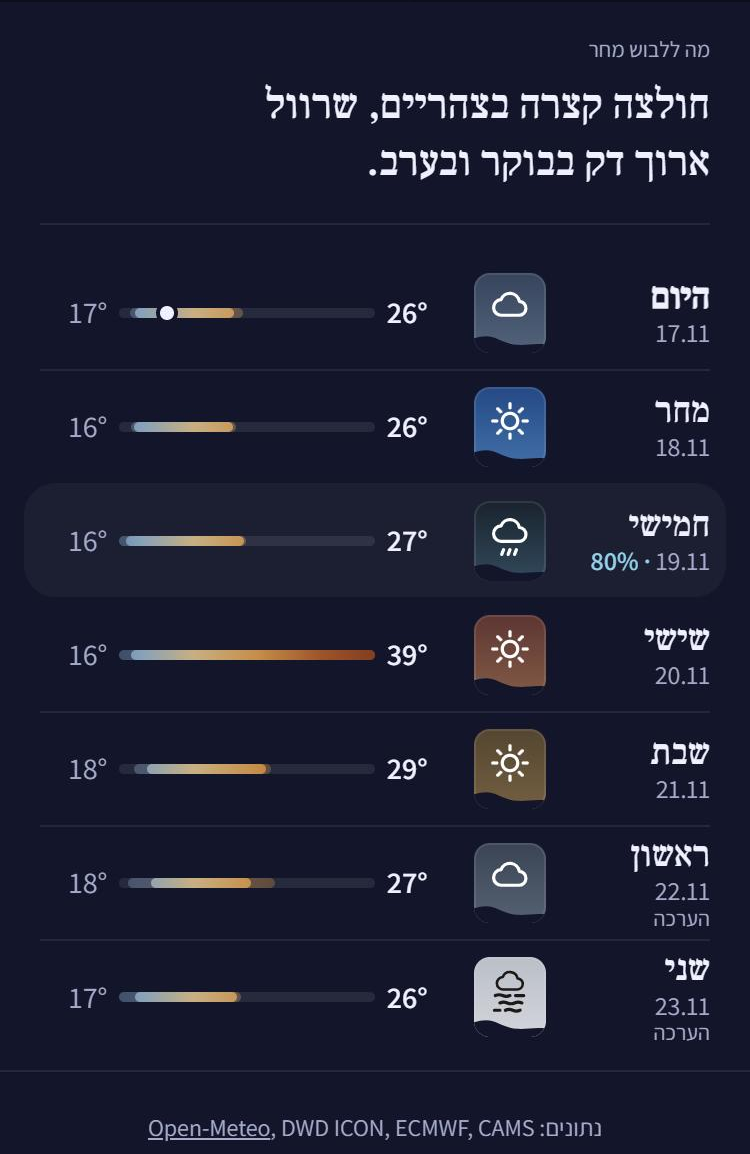 מה ללבוש מחר
חולצה קצרה בצהריים, שרוול
ארוך דק בבוקר ובערב.
היום
17.11
26°
17°
מחר
18.11
26°
16°
חמישי
19.11 · 80%
27°
16°
שישי
20.11
39°
16°
שבת
21.11
29°
18°
ראשון
22.11
הערכה
27°
18°
שני
23.11
הערכה
26°
17°
נתונים: Open-Meteo, DWD ICON, ECMWF, CAMS